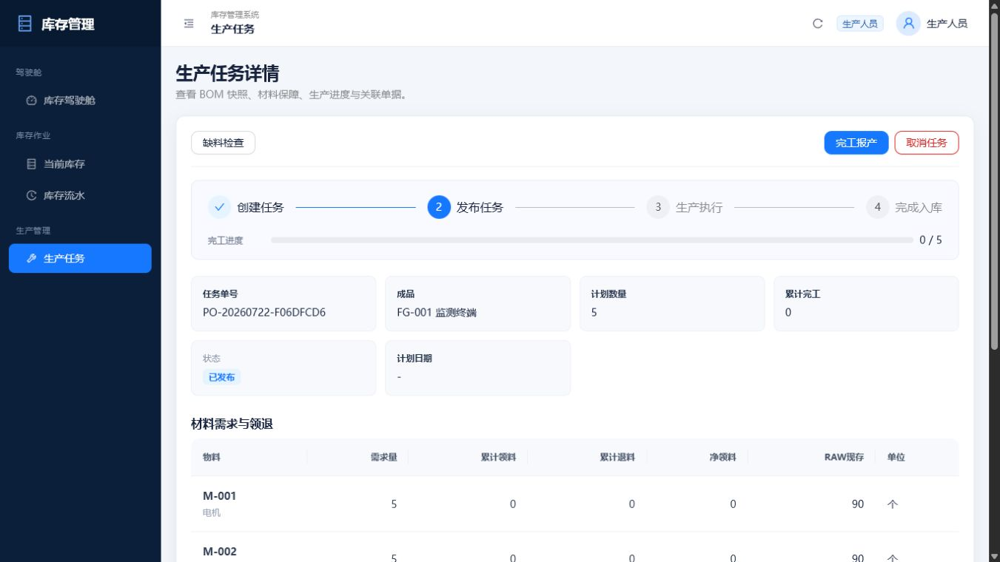 库存管理
库存管理系统
生产任务
生产人员
生产人员
驾驶舱
库存驾驶舱
库存作业
当前库存
库存流水
生产管理
生产任务
生产任务详情
查看 BOM 快照、材料保障、生产进度与关联单据。
缺料检查
完工报产
取消任务
创建任务
2 发布任务
3 生产执行
4 完成入库
完工进度
0 / 5
任务单号
PO-20260722-F06DFCD6
成品
FG-001 监测终端
计划数量
5
累计完工
0
状态
已发布
计划日期
-
材料需求与领退
物料 需求量 累计领料 累计退料 净领料 RAW现存 单位
M-001
电机
5 0 0 0 90 个
M-002
5 0 0 0 90 个